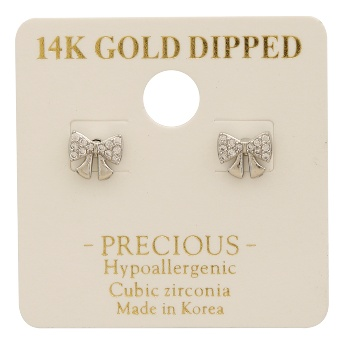 14K GOLD DIPPED
- PRECIOUS -
Hypoallergenic
Cubic zirconia
Made in Korea